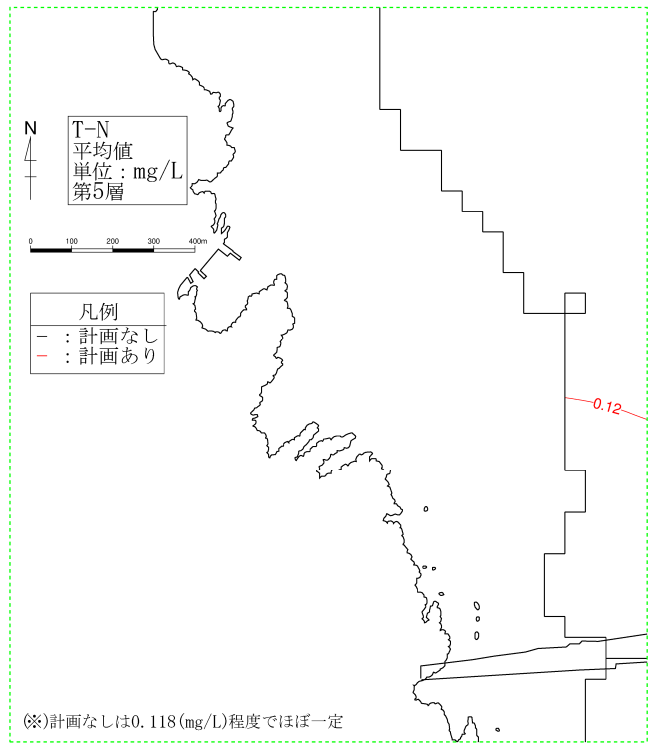 N
T-N
平均値
単位：mg/L
第5層
0 100 200 300 400m
凡例
− ：計画なし
− ：計画あり
0.12
(※)計画なしは0.118(mg/L)程度でほぼ一定